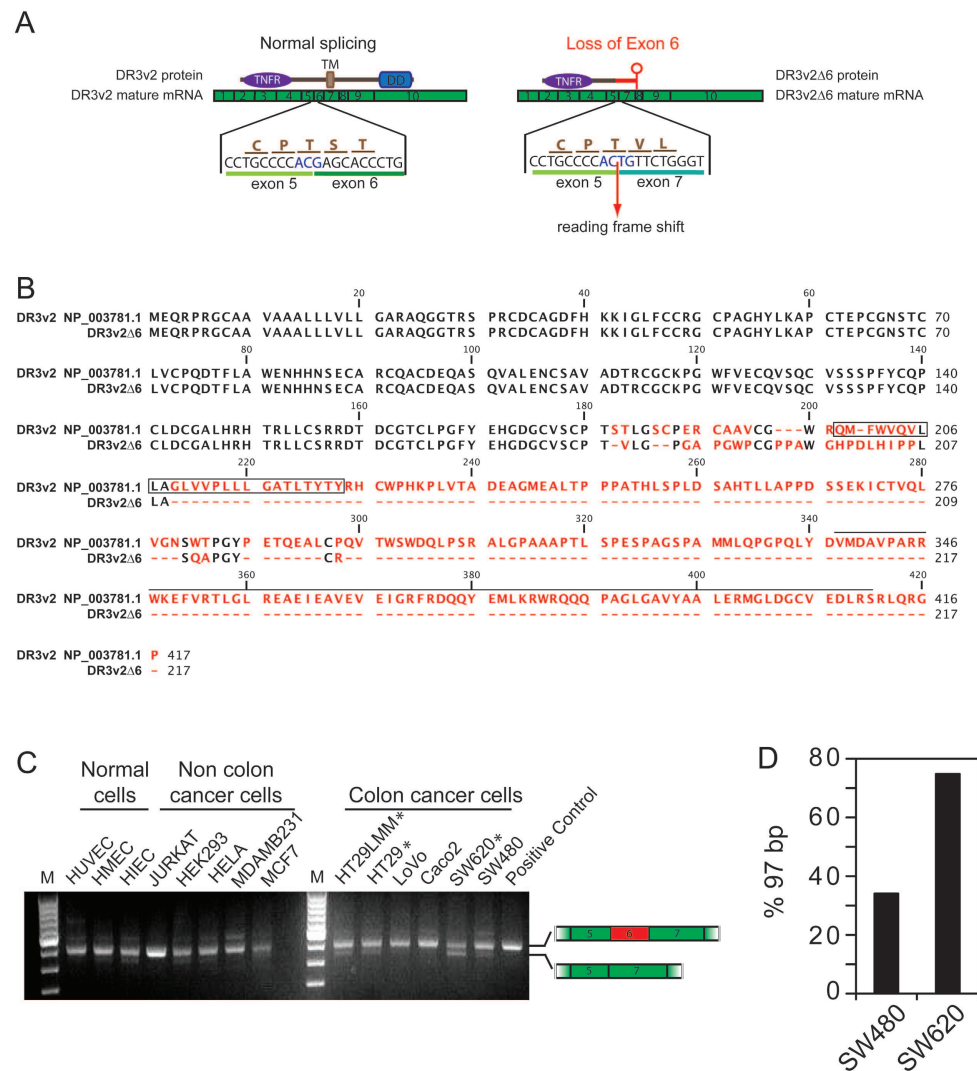 A
Normal splicing
Loss of Exon 6
TM
DR3v2 protein
TNFR
DD
TNFR
DR3v2Δ6 protein
DR3v2 mature mRNA
1 2 3 4 5 6 7 8 9 10
1 2 3 4 5 7 8 9 10
DR3v2Δ6 mature mRNA
C P T S T
C P T V L
CCTGCCCCACGAGCACCCTG
CCTGCCCCACTGTTCTGGGT
exon 5 exon 6
exon 5 exon 7
reading frame shift
B
20 40 60
DR3v2 NP_003781.1 MEQRPRGCAA VAAALLLVLL GARAQGGTRS PRCDCAGDFH KKIGLFCCRG CPAGHYLKAP CTEPCGNSTC 70
DR3v2Δ6 MEQRPRGCAA VAAALLLVLL GARAQGGTRS PRCDCAGDFH KKIGLFCCRG CPAGHYLKAP CTEPCGNSTC 70
80 100 120 140
DR3v2 NP_003781.1 LVCPQDTFLA WENHHNSECA RCQACDEQAS QVALENCSAV ADTRCGCKPG WFVECQVSQC VSSSPFYCQP 140
DR3v2Δ6 LVCPQDTFLA WENHHNSECA RCQACDEQAS QVALENCSAV ADTRCGCKPG WFVECQVSQC VSSSPFYCQP 140
160 180 200
DR3v2 NP_003781.1 CLDCGALHRH TRLLCSRRDT DCGTCLPGFY EHGDGCVSCP TSTLGSCPER CAAVCG---W RQM-FWVQVL 206
DR3v2Δ6 CLDCGALHRH TRLLCSRRDT DCGTCLPGFY EHGDGCVSCP T-VLG--PGA PGWPCGPPAW GHPDLHIPPL 207
220 240 260 280
DR3v2 NP_003781.1 LAGLVVPLLL GATLTYTYRH CWPHKPLVTA DEAGMEALTP PPATHLSPLD SAHTLLAPPD SSEKICTVQL 276
DR3v2Δ6 LA-------- ---------- ---------- ---------- ---------- ---------- ---------- 209
300 320 340
DR3v2 NP_003781.1 VGNSWTPGYP ETQEALCPQV TWSWDQLPSR ALGPAAAPTL SPESPAGSPA MMLQPGPQLY DVMDAVPARR 346
DR3v2Δ6 ---SQAPGY- -------CR- ---------- ---------- ---------- ---------- ---------- 217
360 380 400 420
DR3v2 NP_003781.1 WKEFVRTLGL REAEIEAVEV EIGRFRDQQY EMLKRWRQQQ PAGLGAVYAA LERMGLDGCV EDLRSRLQRG 416
DR3v2Δ6 ---------- ---------- ---------- ---------- ---------- ---------- ---------- 217
DR3v2 NP_003781.1 P 417
DR3v2Δ6 - 217
C
Normal cells
Non colon cancer cells
Colon cancer cells
M HUVEC HMEC HIEC JURKAT HEK293 HELA MDAMB231 MCF7 M HT29LMM* HT29* LoVo Caco2 SW620* SW480 Positive Control
5 6 7
5 7
D
% 97 bp
80
60
40
20
0
SW480 SW620